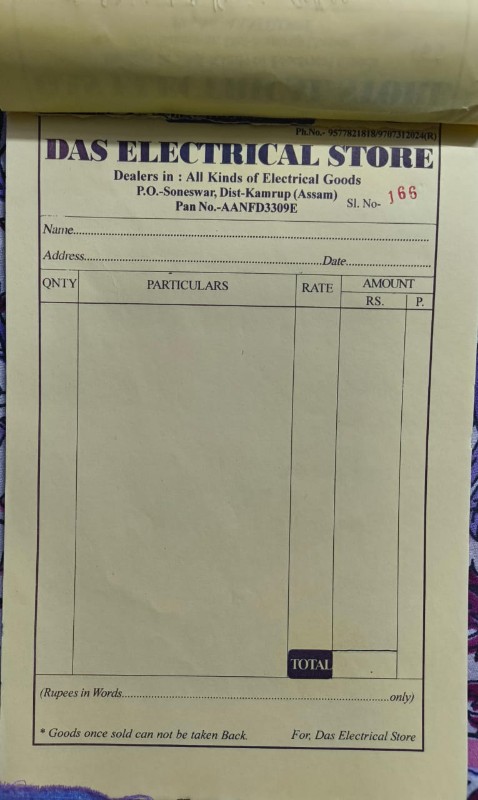 Ph.No.- 9577821818/9707312024(R)
DAS ELECTRICAL STORE
Dealers in : All Kinds of Electrical Goods
P.O.-Soneswar, Dist-Kamrup (Assam)
Pan No.-AANFD3309E
Sl. No- 166
Name
Address Date
QNTY PARTICULARS RATE AMOUNT
RS. P.
TOTAL
(Rupees in Words only)
* Goods once sold can not be taken Back. For, Das Electrical Store